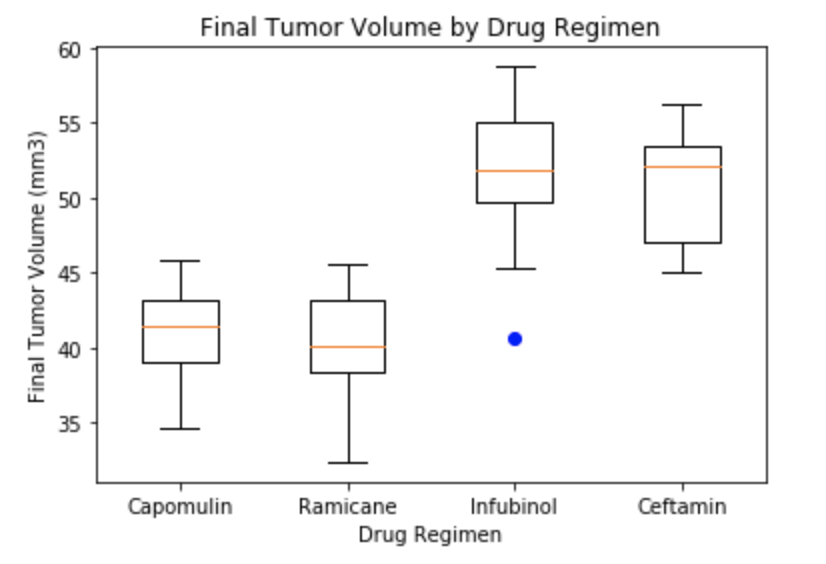 Final Tumor Volume by Drug Regimen
Final Tumor Volume (mm3)
60
55
50
45
40
35
Capomulin Ramicane Infubinol Ceftamin
Drug Regimen